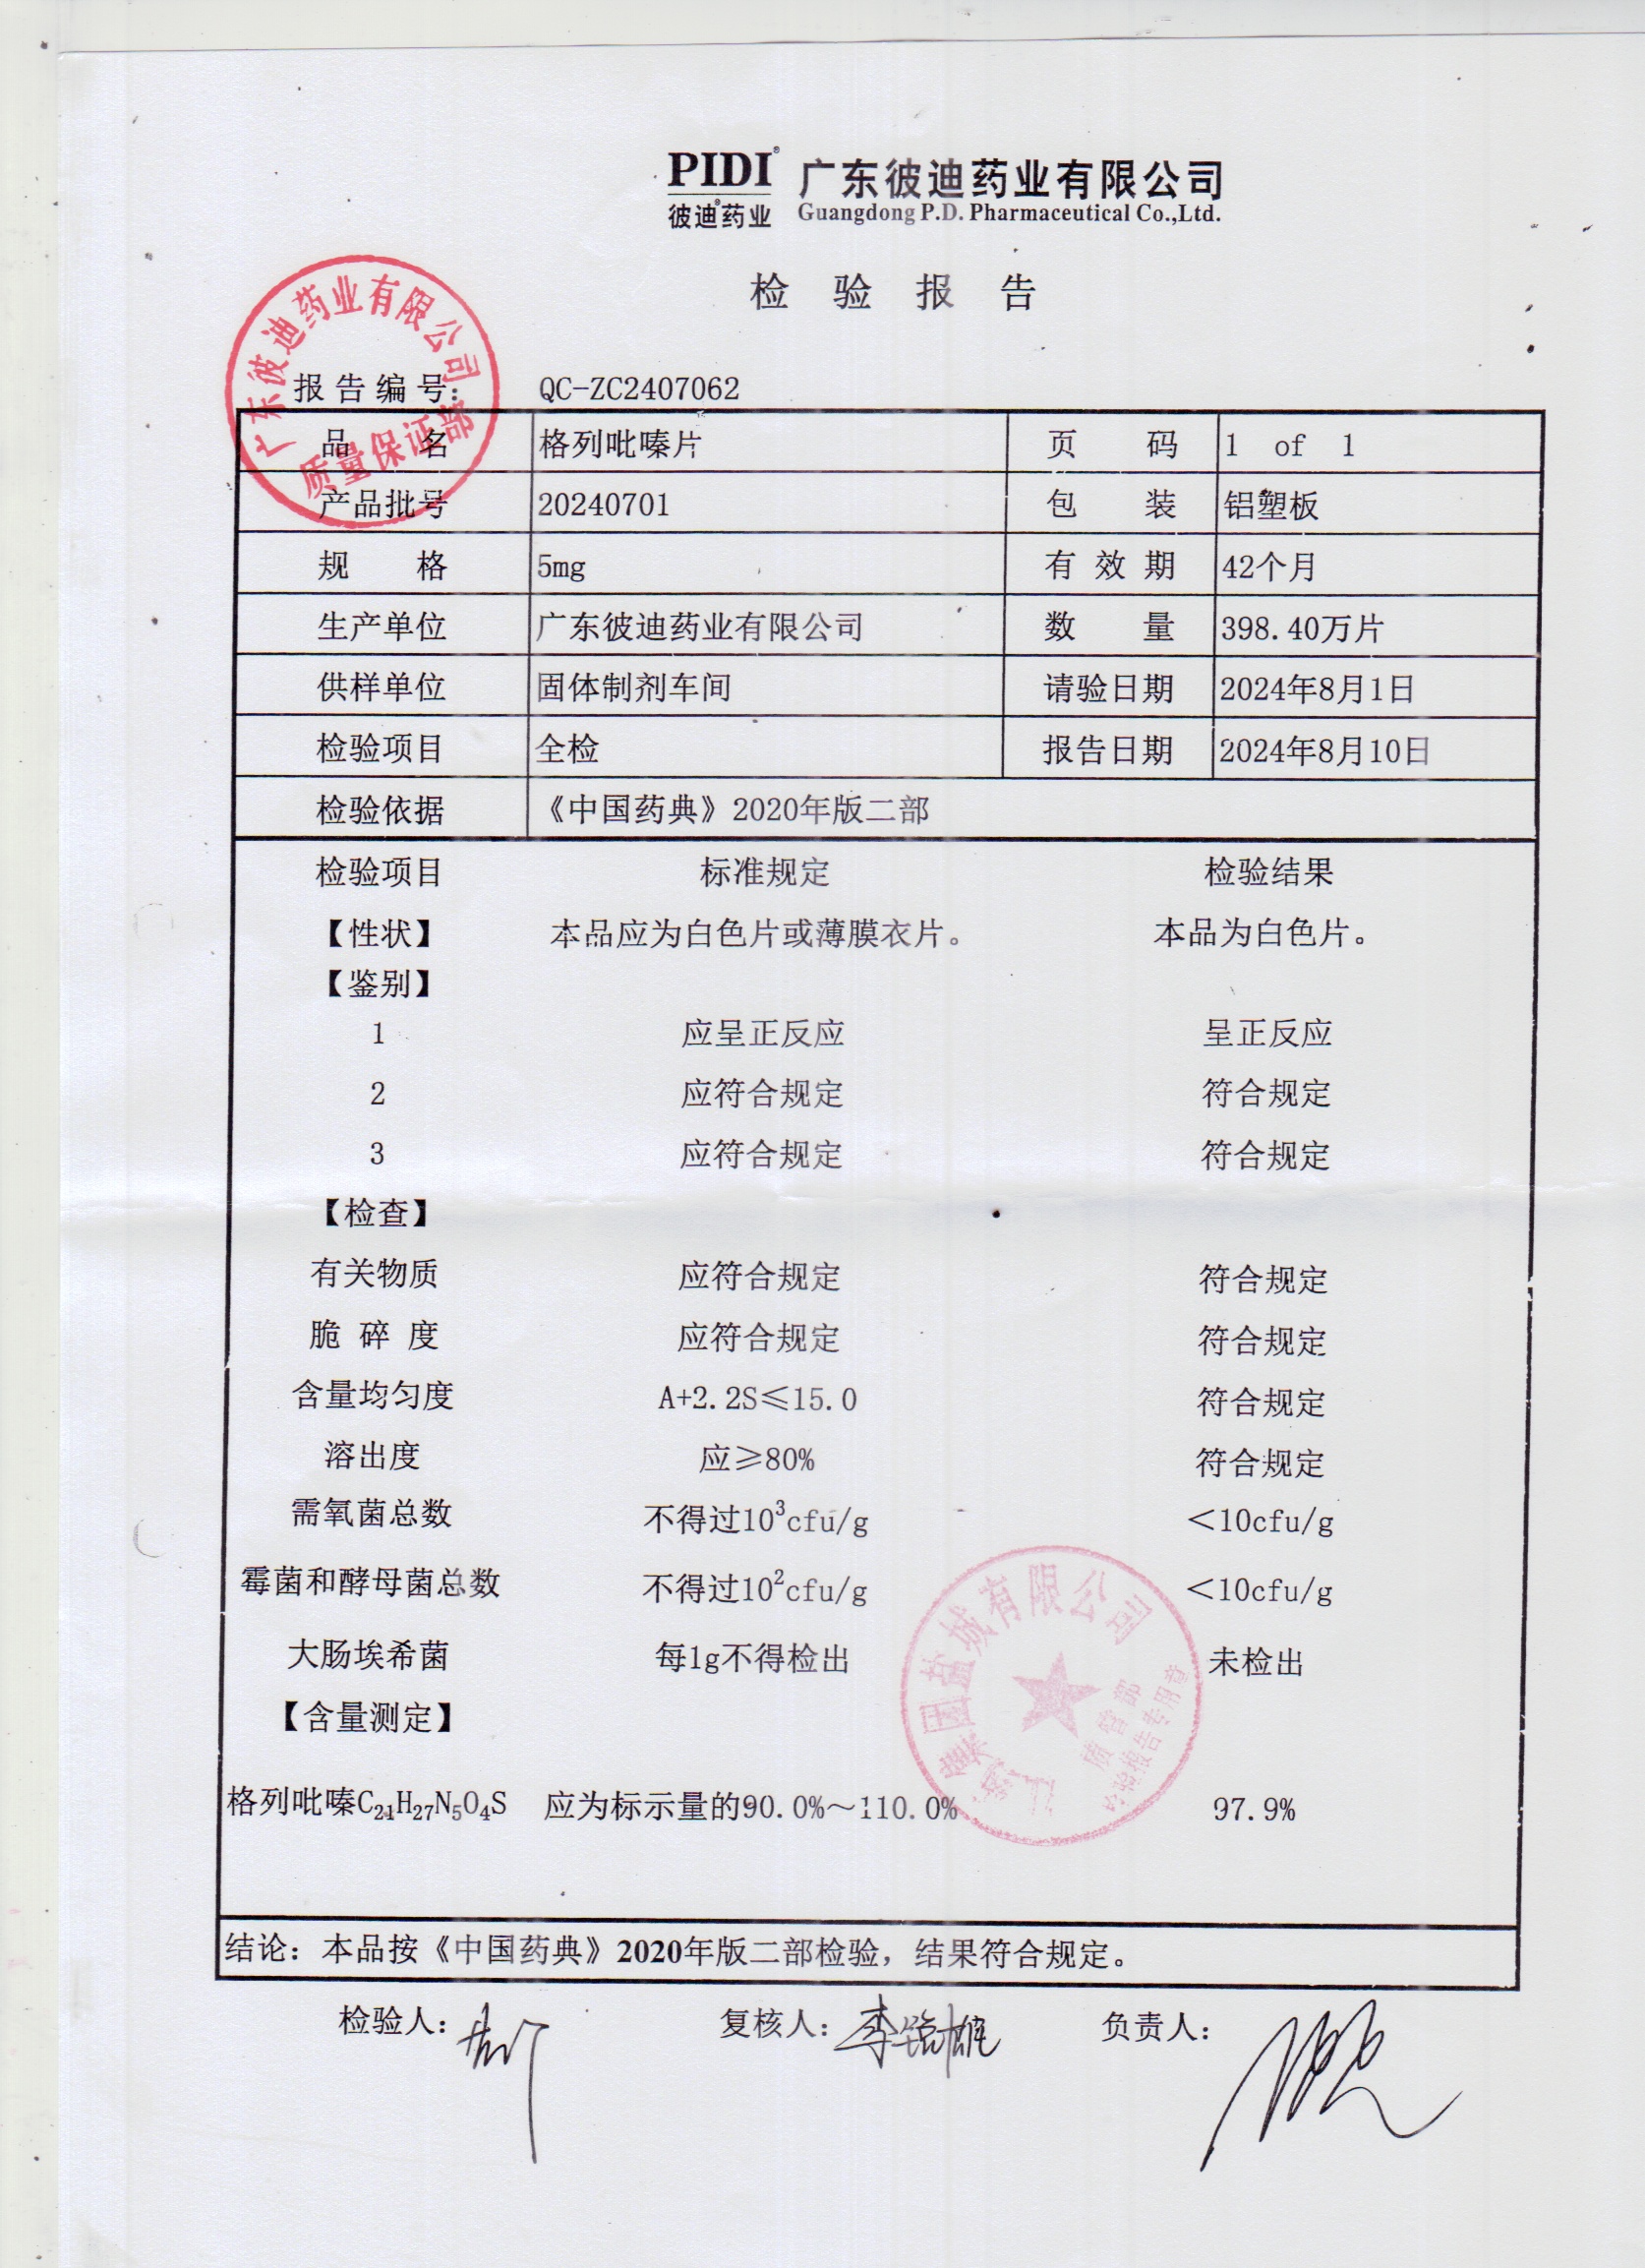 PIDI® 广东彼迪药业有限公司
彼迪®药业 Guangdong P.D. Pharmaceutical Co.,Ltd.
检 验 报 告
广东彼迪药业有限公司
质量保证部
报告编号: QC-ZC2407062
品 名 格列吡嗪片 页 码 1 of 1
产品批号 20240701 包 装 铝塑板
规 格 5mg 有效期 42个月
生产单位 广东彼迪药业有限公司 数 量 398.40万片
供样单位 固体制剂车间 请验日期 2024年8月1日
检验项目 全检 报告日期 2024年8月10日
检验依据 《中国药典》2020年版二部
检验项目 标准规定 检验结果
【性状】 本品应为白色片或薄膜衣片。 本品为白色片。
【鉴别】
1 应呈正反应 呈正反应
2 应符合规定 符合规定
3 应符合规定 符合规定
【检查】
有关物质 应符合规定 符合规定
脆碎度 应符合规定 符合规定
含量均匀度 A+2.2S≤15.0 符合规定
溶出度 应≥80% 符合规定
需氧菌总数 不得过10³cfu/g <10cfu/g
霉菌和酵母菌总数 不得过10²cfu/g <10cfu/g
大肠埃希菌 每1g不得检出 未检出
【含量测定】
格列吡嗪C₂₁H₂₇N₅O₄S 应为标示量的90.0%～110.0% 97.9%
有限公司
质管部
检验报告专用章
结论：本品按《中国药典》2020年版二部检验，结果符合规定。
检验人: 复核人: 负责人: